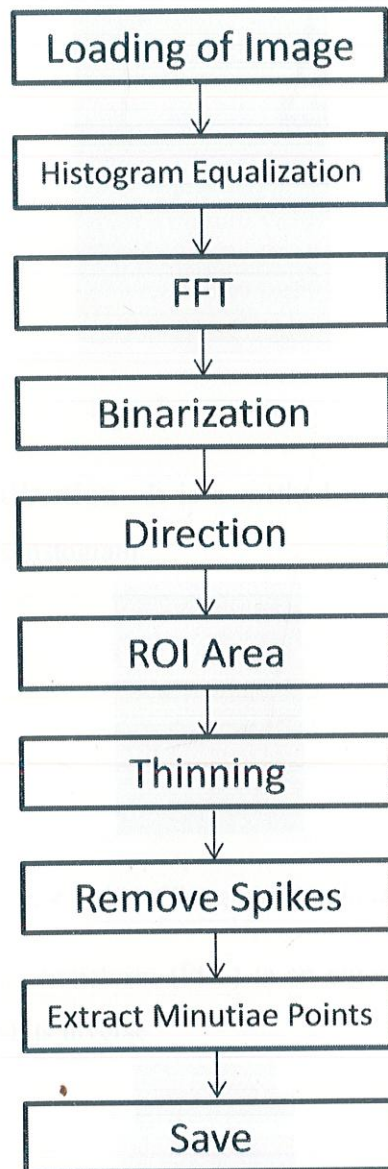 Loading of Image
Histogram Equalization
FFT
Binarization
Direction
ROI Area
Thinning
Remove Spikes
Extract Minutiae Points
Save